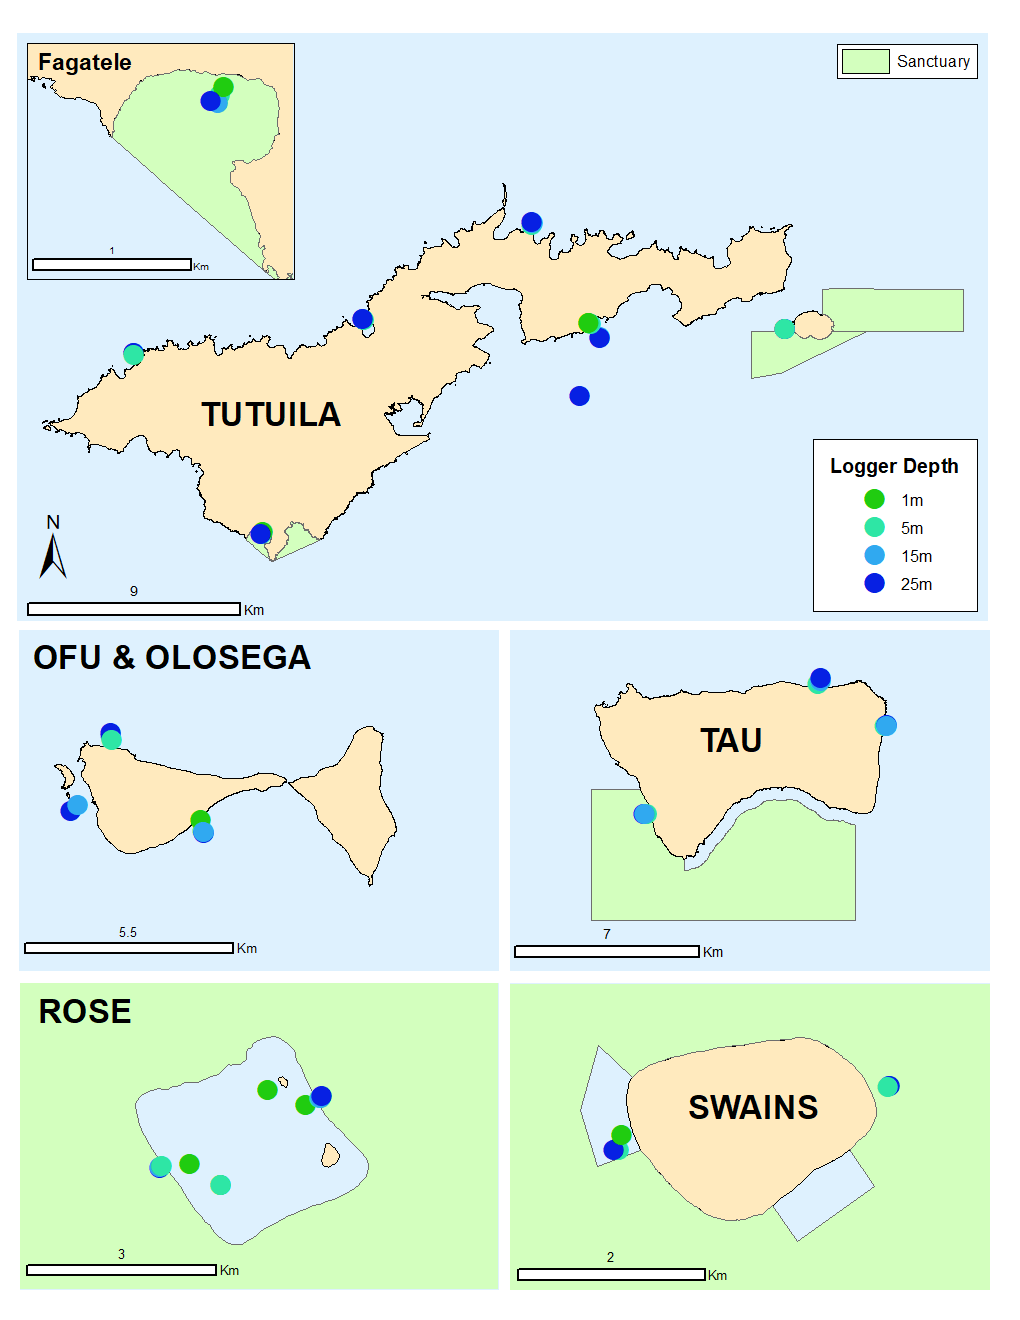 Fagatele
Sanctuary
1
Km
TUTUILA
Logger Depth
1m
5m
15m
25m
N
9
Km
OFU & OLOSEGA
5.5
Km
TAU
7
Km
ROSE
3
Km
SWAINS
2
Km